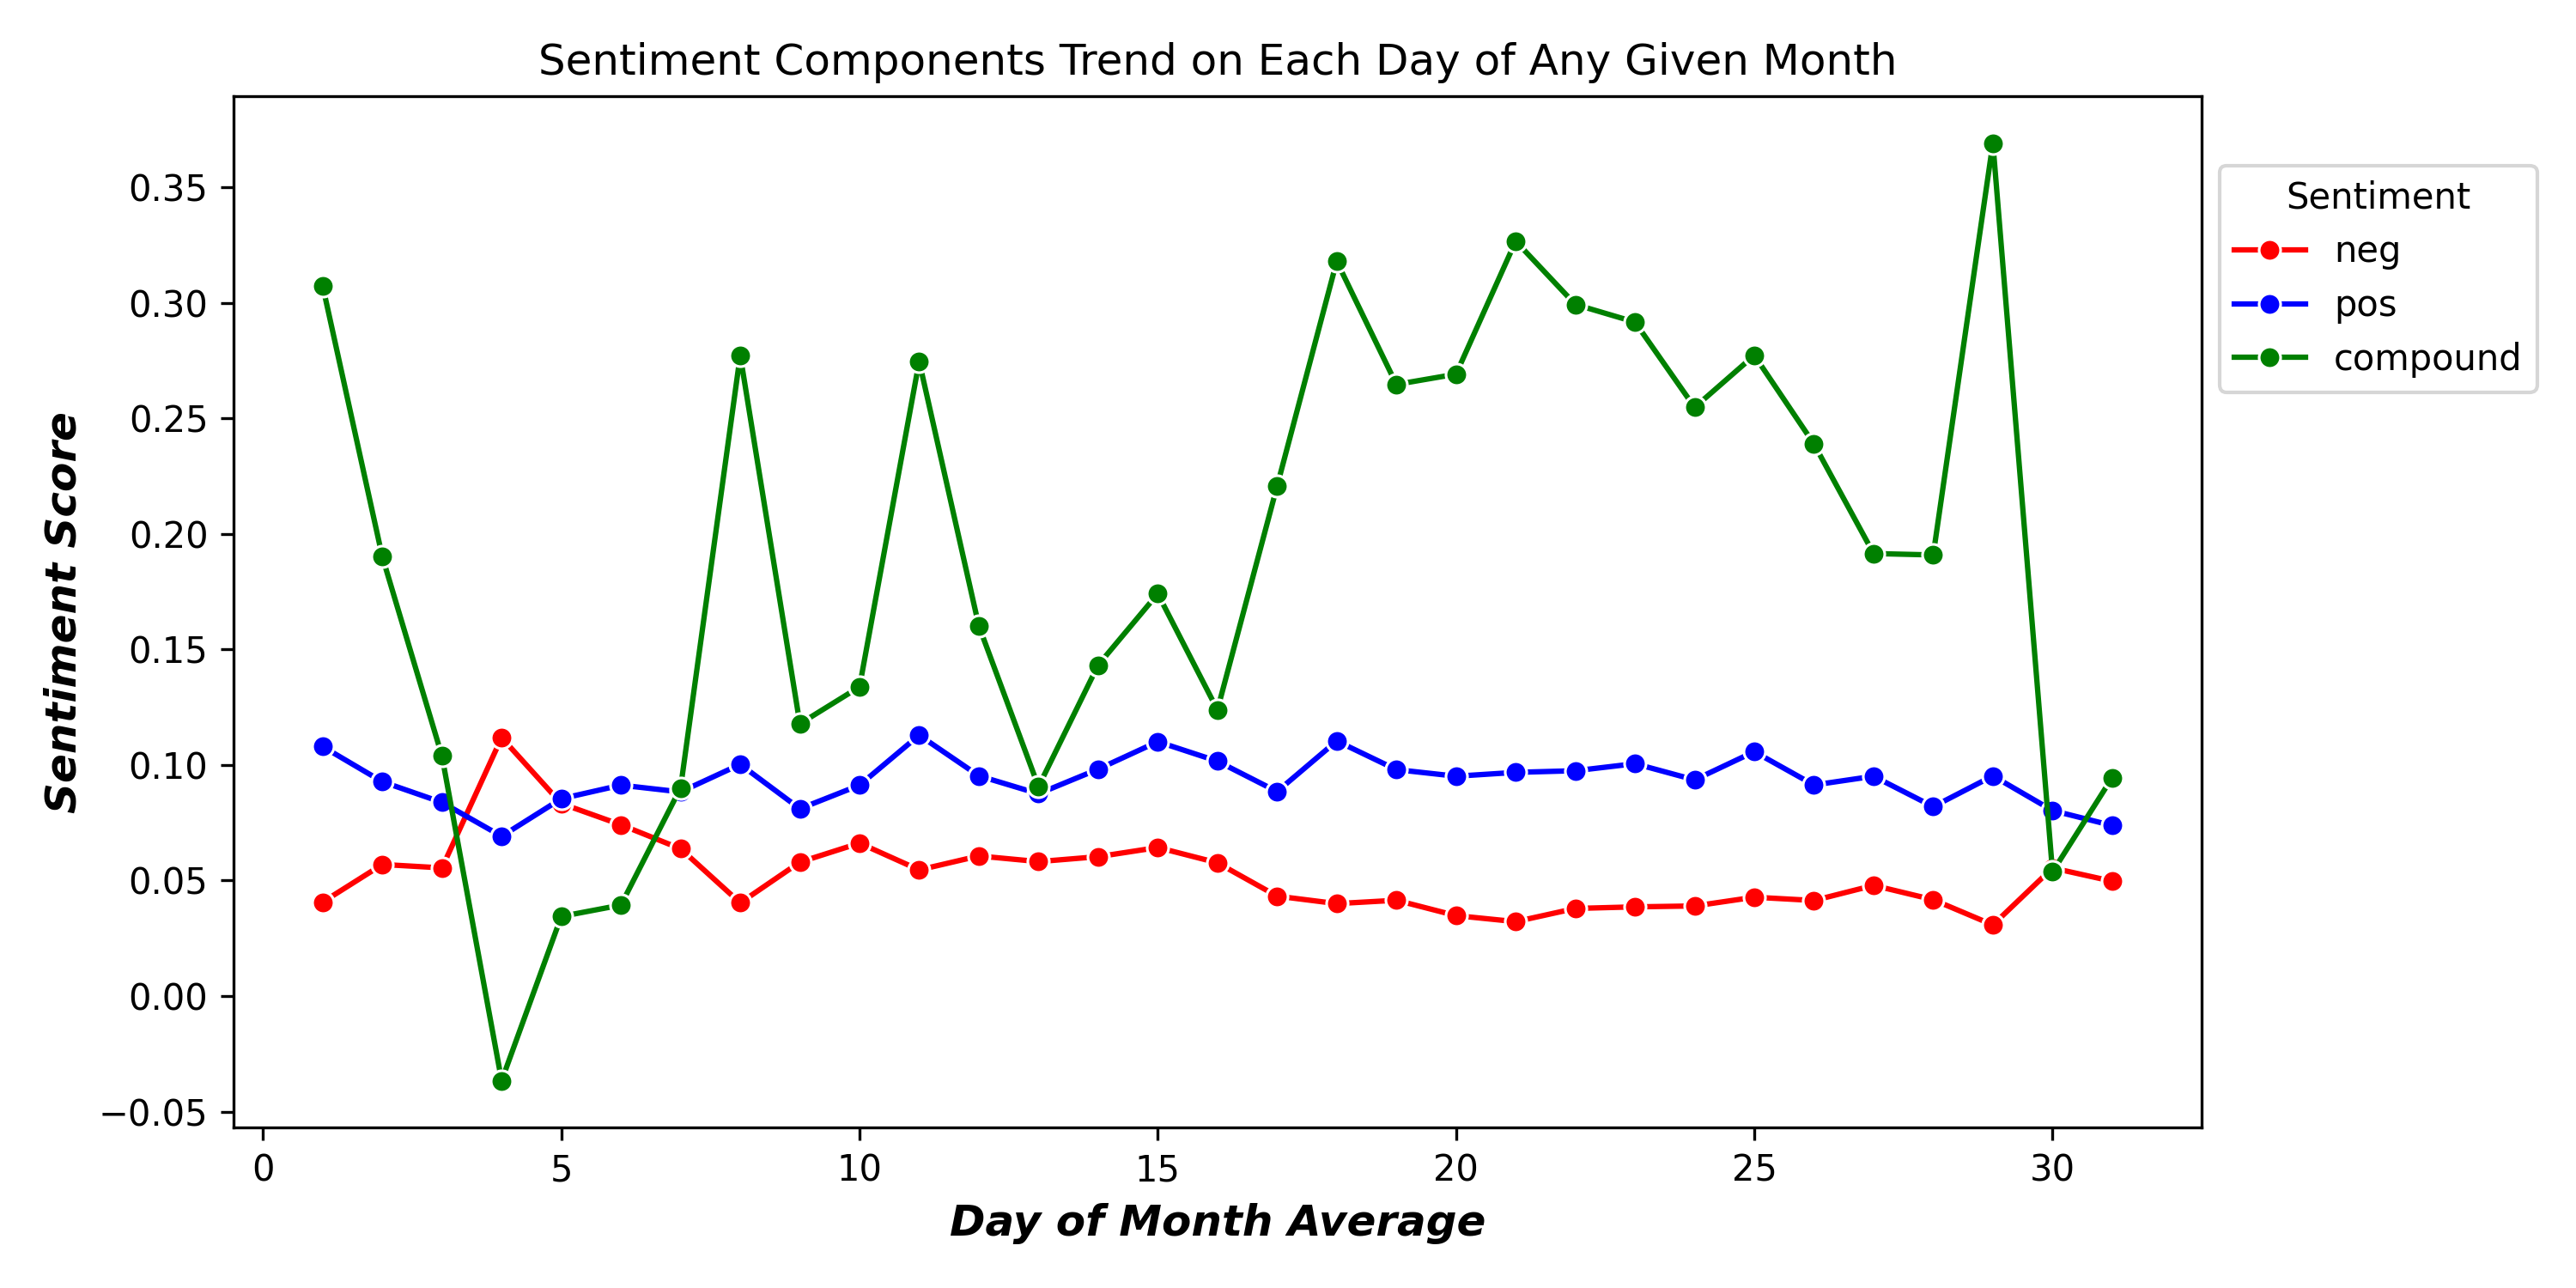 Sentiment Components Trend on Each Day of Any Given Month
Sentiment Score
0.35
0.30
0.25
0.20
0.15
0.10
0.05
0.00
−0.05
0 5 10 15 20 25 30
Day of Month Average
Sentiment
neg
pos
compound